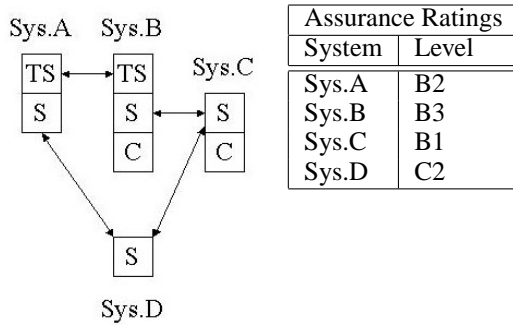 Sys.A Sys.B Sys.C
TS TS
S S S
C C
S
Sys.D
Assurance Ratings
System Level
Sys.A B2
Sys.B B3
Sys.C B1
Sys.D C2